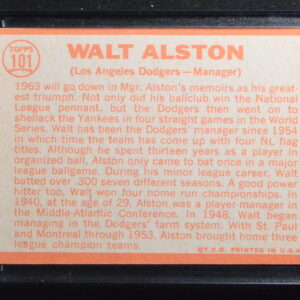 TOPPS
101
WALT ALSTON
(Los Angeles Dodgers—Manager)
1963 will go down in Mgr. Alston's memoirs as his great-
est triumph. Not only did his ballclub win the National
League pennant, but the Dodgers then went on to
shellack the Yankees in four straight games in the World
Series. Walt has been the Dodgers' manager since 1954
in which time the team has come up with four NL flag
titles. Although he spent thirteen years as a player in
organized ball, Alston only came to bat once in a major
league ballgame. During his minor league career, Walt
batted over .300 seven different seasons. A good power
hitter too, Walt won four home run championships. In
1940, at the age of 29, Alston was a player-manager in
the Middle-Atlantic Conference. In 1948, Walt began
managing in the Dodgers' farm system. With St. Paul
and Montreal through 1953, Alston brought home three
league champion teams.
©T.C.G. PRINTED IN U.S.A.